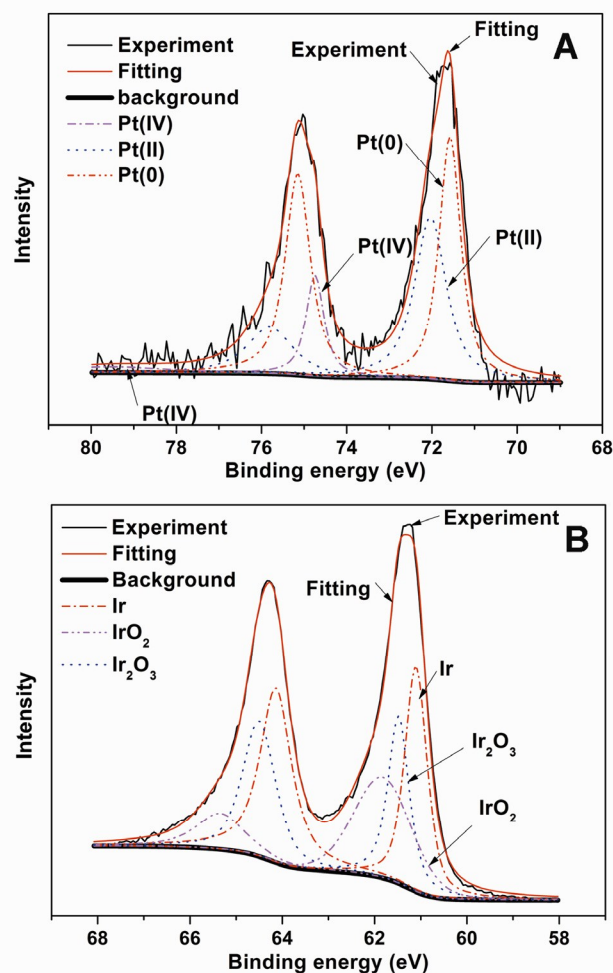 A
Experiment
Fitting
background
Pt(IV)
Pt(II)
Pt(0)
Fitting
Experiment
Pt(0)
Pt(II)
Pt(IV)
Pt(IV)
Intensity
80 78 76 74 72 70 68
Binding energy (eV)
B
Experiment
Fitting
Background
Ir
IrO₂
Ir₂O₃
Experiment
Fitting
Ir
Ir₂O₃
IrO₂
Intensity
68 66 64 62 60 58
Binding energy (eV)